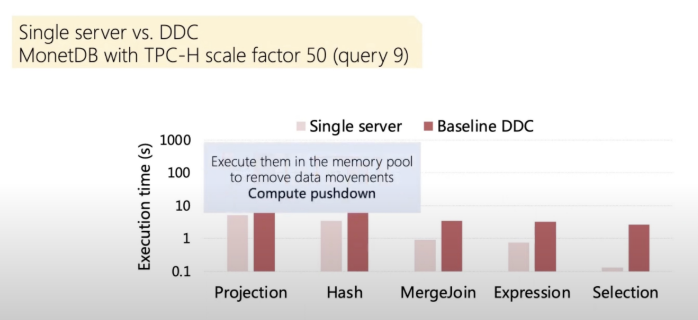 Single server vs. DDC
MonetDB with TPC-H scale factor 50 (query 9)
Single server Baseline DDC
Execution time (s)
1000
100
10
1
0.1
Execute them in the memory pool
to remove data movements
Compute pushdown
Projection Hash MergeJoin Expression Selection